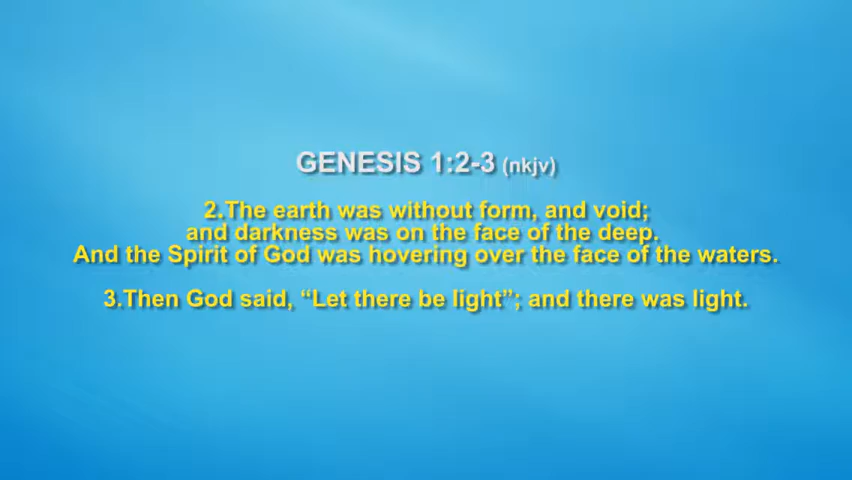 GENESIS 1:2-3 (nkjv)
2.The earth was without form, and void;
and darkness was on the face of the deep.
And the Spirit of God was hovering over the face of the waters.
3.Then God said, “Let there be light”; and there was light.